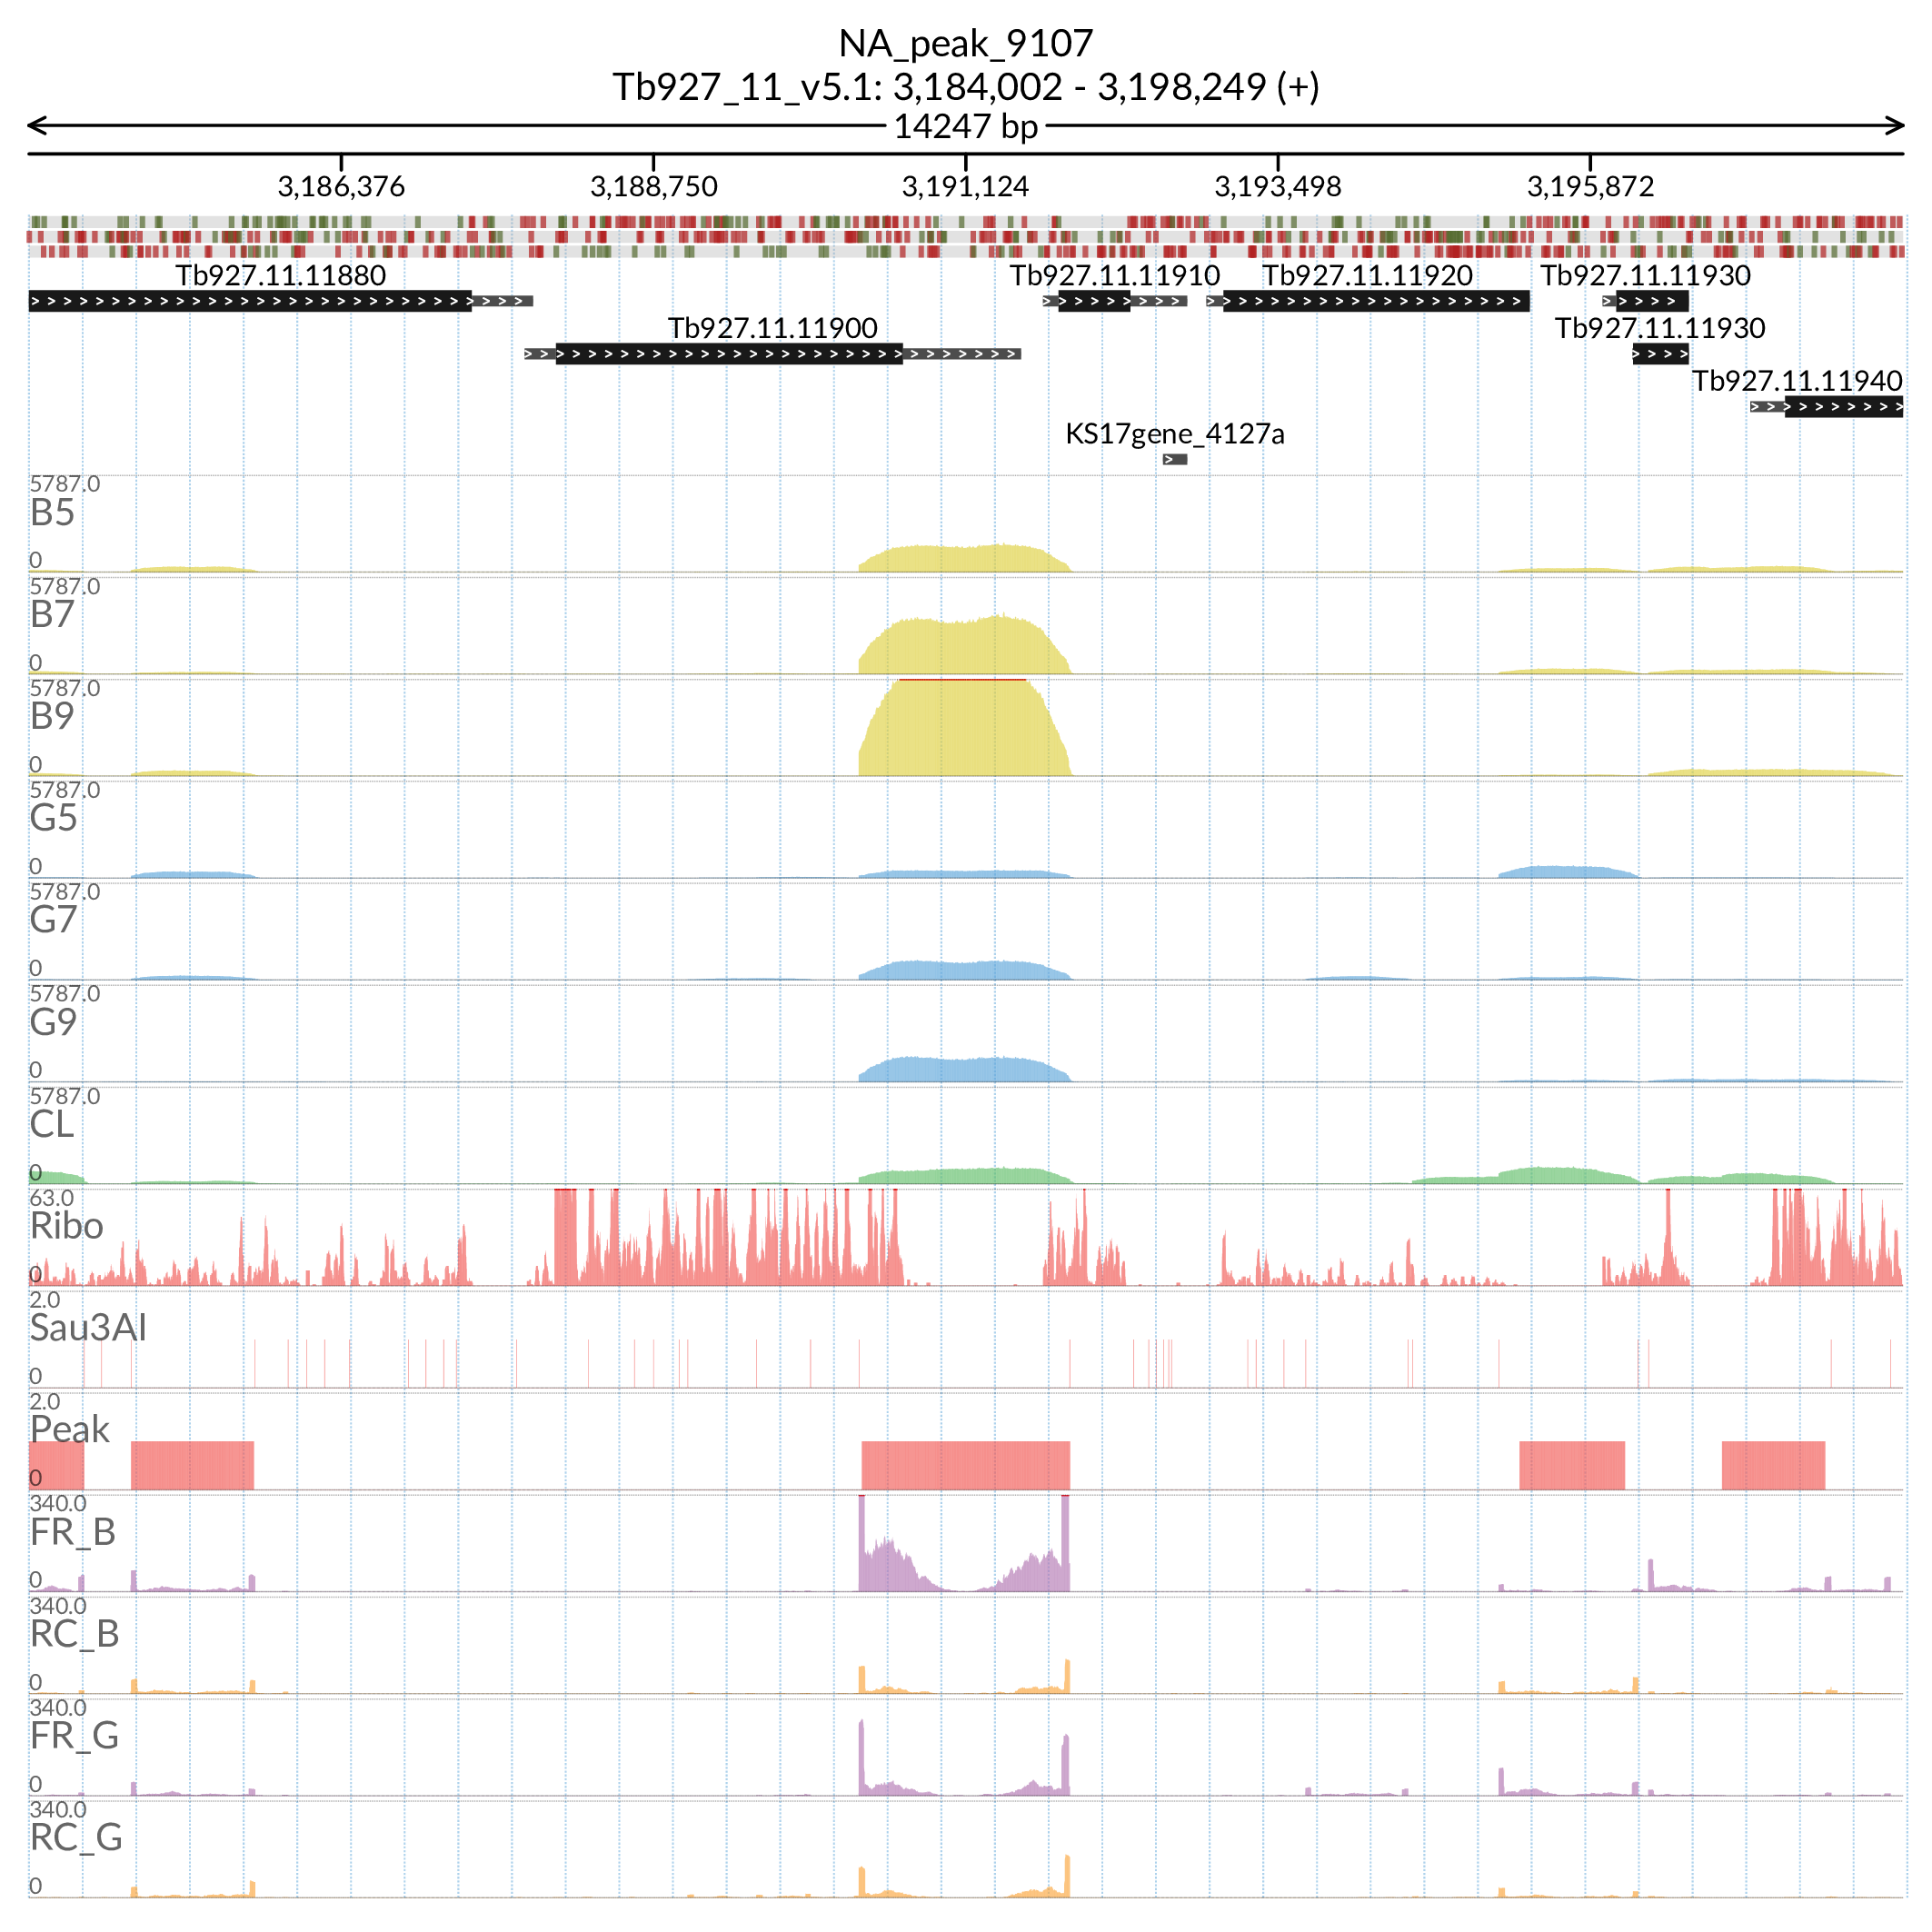 NA_peak_9107
Tb927_11_v5.1: 3,184,002 - 3,198,249 (+)
14247 bp
3,186,376 3,188,750 3,191,124 3,193,498 3,195,872
Tb927.11.11880 Tb927.11.11910 Tb927.11.11920 Tb927.11.11930
Tb927.11.11900 Tb927.11.11930
Tb927.11.11940
KS17gene_4127a
5787.0
B5
0
5787.0
B7
0
5787.0
B9
0
5787.0
G5
0
5787.0
G7
0
5787.0
G9
0
5787.0
CL
0
63.0
Ribo
0
2.0
Sau3AI
0
2.0
Peak
0
340.0
FR_B
0
340.0
RC_B
0
340.0
FR_G
0
340.0
RC_G
0